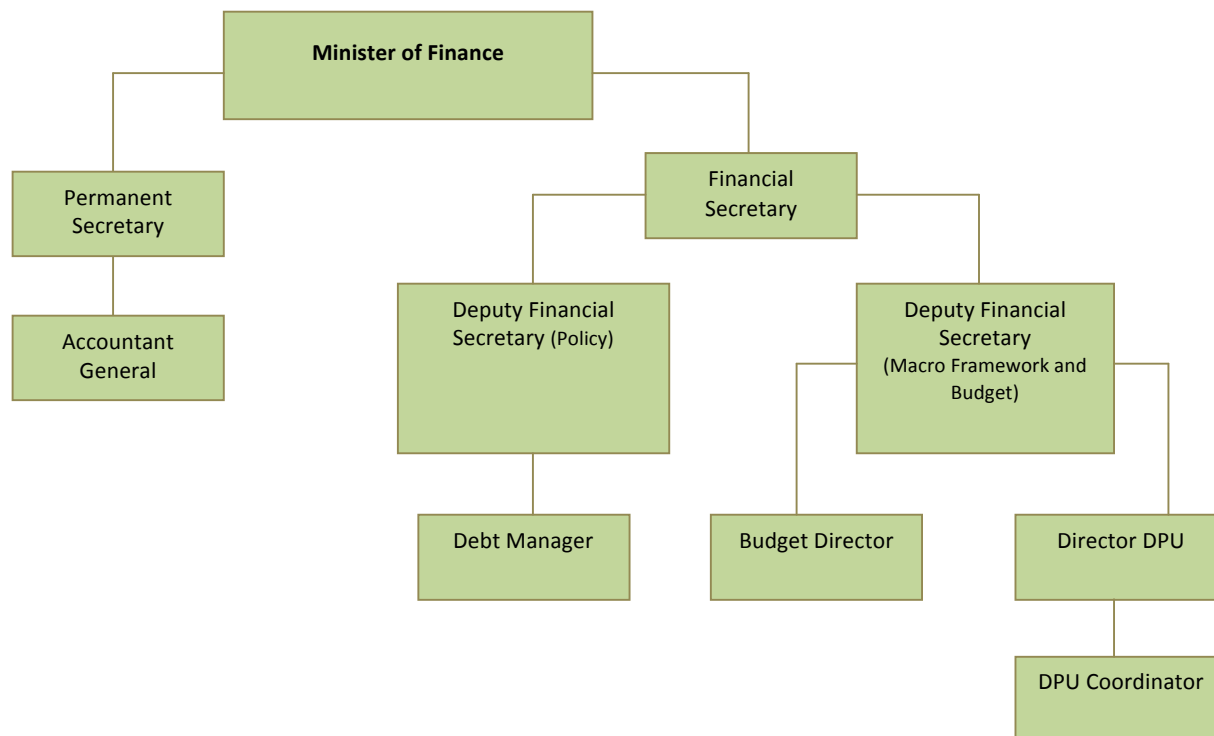 Minister of Finance
Permanent
Secretary
Financial
Secretary
Accountant
General
Deputy Financial
Secretary (Policy)
Deputy Financial
Secretary
(Macro Framework and
Budget)
Debt Manager
Budget Director
Director DPU
DPU Coordinator